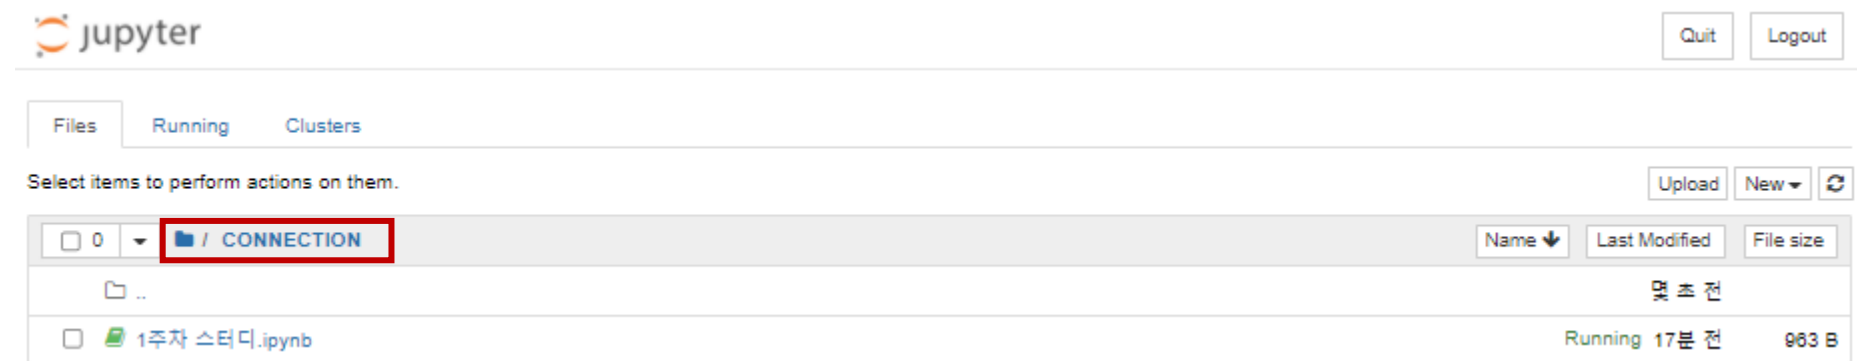 jupyter
Quit Logout
Files Running Clusters
Select items to perform actions on them.
Upload New
0 / CONNECTION Name Last Modified File size
.. 몇 초 전
1주차 스터디.ipynb Running 17분 전 963 B